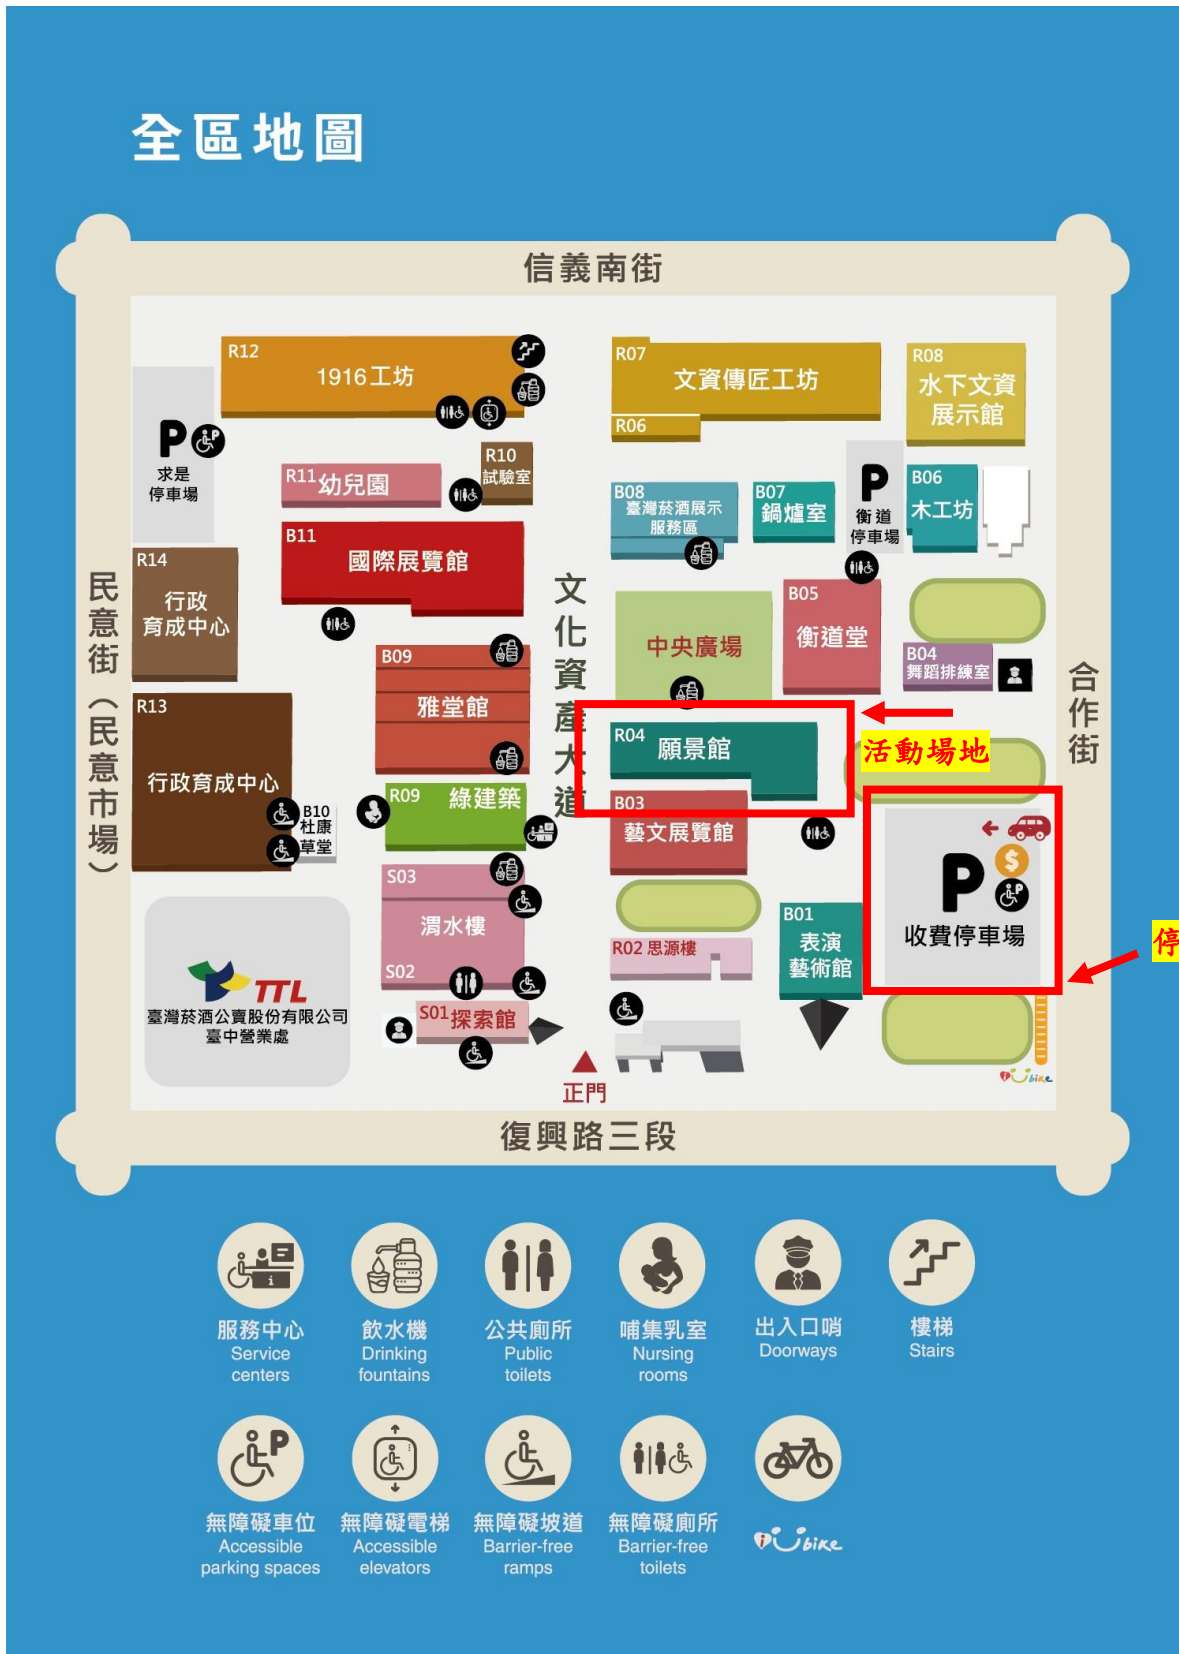 全區地圖
信義南街
R12
1916工坊
R07
文資傳匠工坊
R06
R08
水下文資
展示館
P
求是
停車場
R11 幼兒園
R10
試驗室
B08
臺灣菸酒展示
服務區
B07
鍋爐室
P
衡道
停車場
B06
木工坊
B11
國際展覽館
R14
行政
育成中心
民意街（民意市場）
文化資產大道
中央廣場
B05
衡道堂
B04
舞蹈排練室
合作街
B09
雅堂館
R13
行政育成中心
R04
願景館
活動場地
B10
杜康
草堂
R09 綠建築
B03
藝文展覽館
$
P
收費停車場
停
S03
渭水樓
S02
R02 思源樓
B01
表演
藝術館
TTL
臺灣菸酒公賣股份有限公司
臺中營業處
S01 探索館
正門
i Ubike
復興路三段
服務中心
Service
centers
飲水機
Drinking
fountains
公共廁所
Public
toilets
哺集乳室
Nursing
rooms
出入口哨
Doorways
樓梯
Stairs
無障礙車位
Accessible
parking spaces
無障礙電梯
Accessible
elevators
無障礙坡道
Barrier-free
ramps
無障礙廁所
Barrier-free
toilets
i Ubike